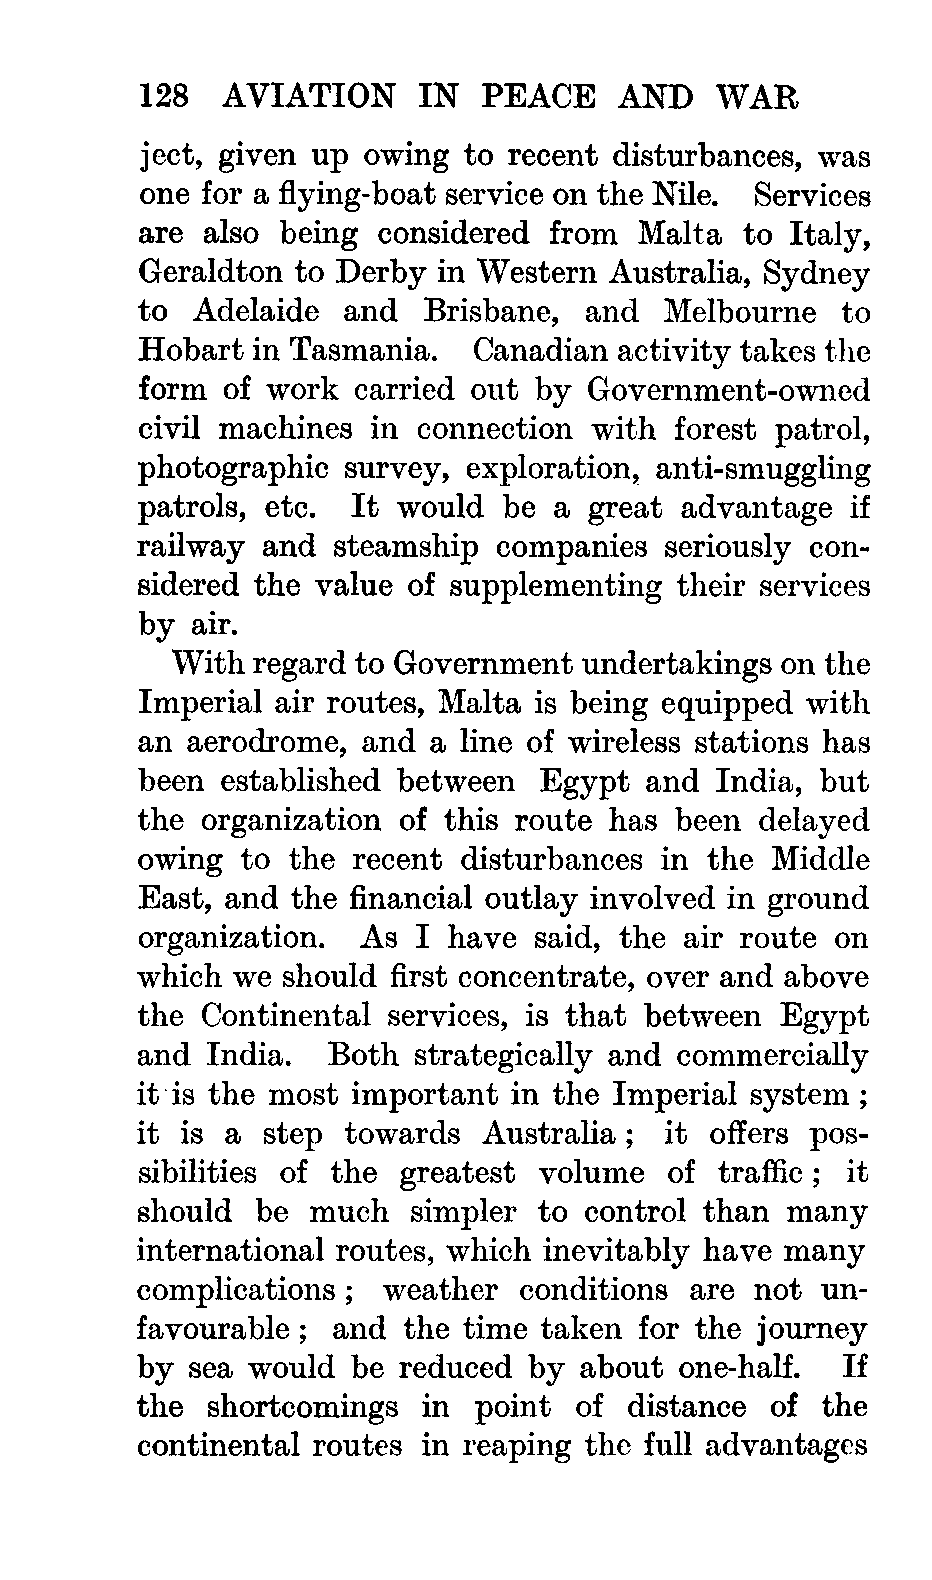 128 AVIATION IN PEACE AND WAR
ject, given up owing to recent disturbances, was
one for a flying-boat service on the Nile. Services
are also being considered from Malta to Italy,
Geraldton to Derby in Western Australia, Sydney
to Adelaide and Brisbane, and Melbourne to
Hobart in Tasmania. Canadian activity takes the
form of work carried out by Government-owned
civil machines in connection with forest patrol,
photographic survey, exploration, anti-smuggling
patrols, etc. It would be a great advantage if
railway and steamship companies seriously con-
sidered the value of supplementing their services
by air.
With regard to Government undertakings on the
Imperial air routes, Malta is being equipped with
an aerodrome, and a line of wireless stations has
been established between Egypt and India, but
the organization of this route has been delayed
owing to the recent disturbances in the Middle
East, and the financial outlay involved in ground
organization. As I have said, the air route on
which we should first concentrate, over and above
the Continental services, is that between Egypt
and India. Both strategically and commercially
it is the most important in the Imperial system ;
it is a step towards Australia ; it offers pos-
sibilities of the greatest volume of traffic ; it
should be much simpler to control than many
international routes, which inevitably have many
complications ; weather conditions are not un-
favourable ; and the time taken for the journey
by sea would be reduced by about one-half. If
the shortcomings in point of distance of the
continental routes in reaping the full advantages